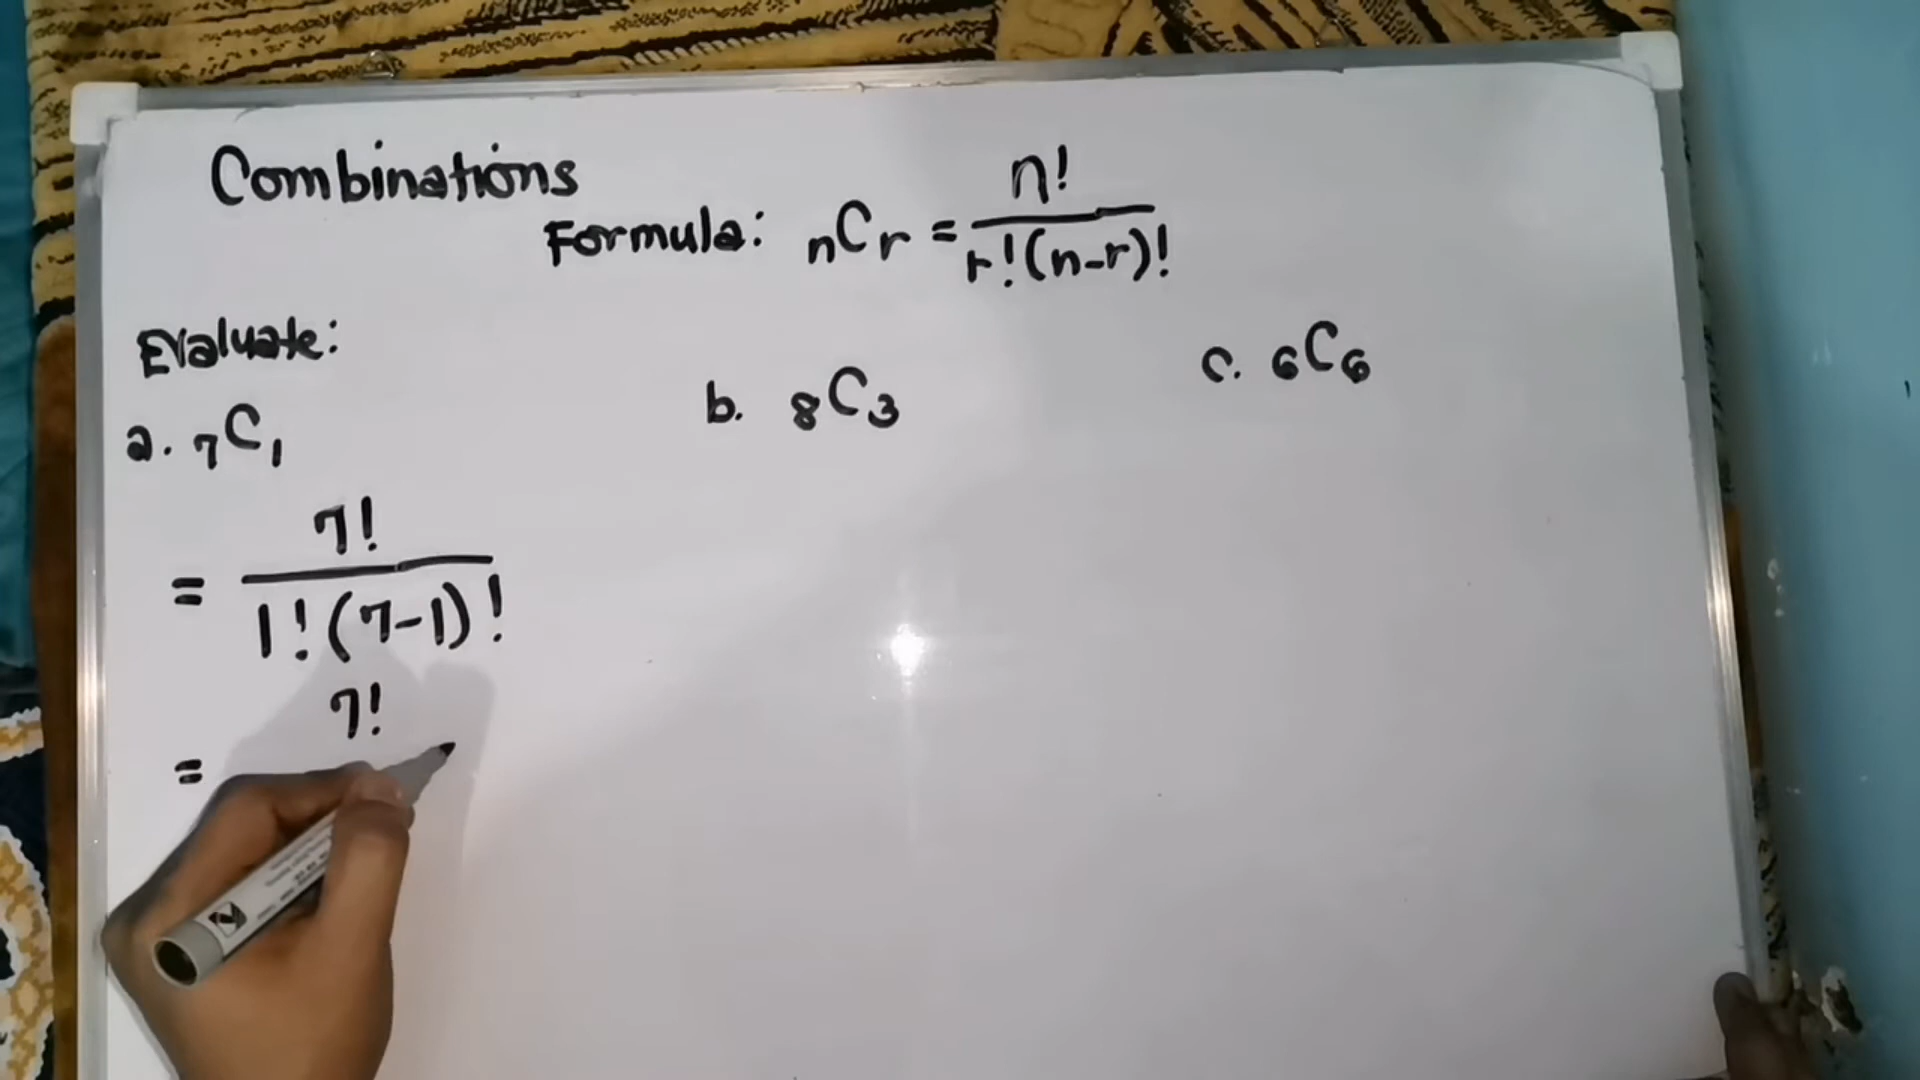 Combinations
Formula: nCr = n! / r!(n-r)!
Evaluate:
a. 7C1
b. 8C3
c. 6C6
= 7! / 1!(7-1)!
= 7!